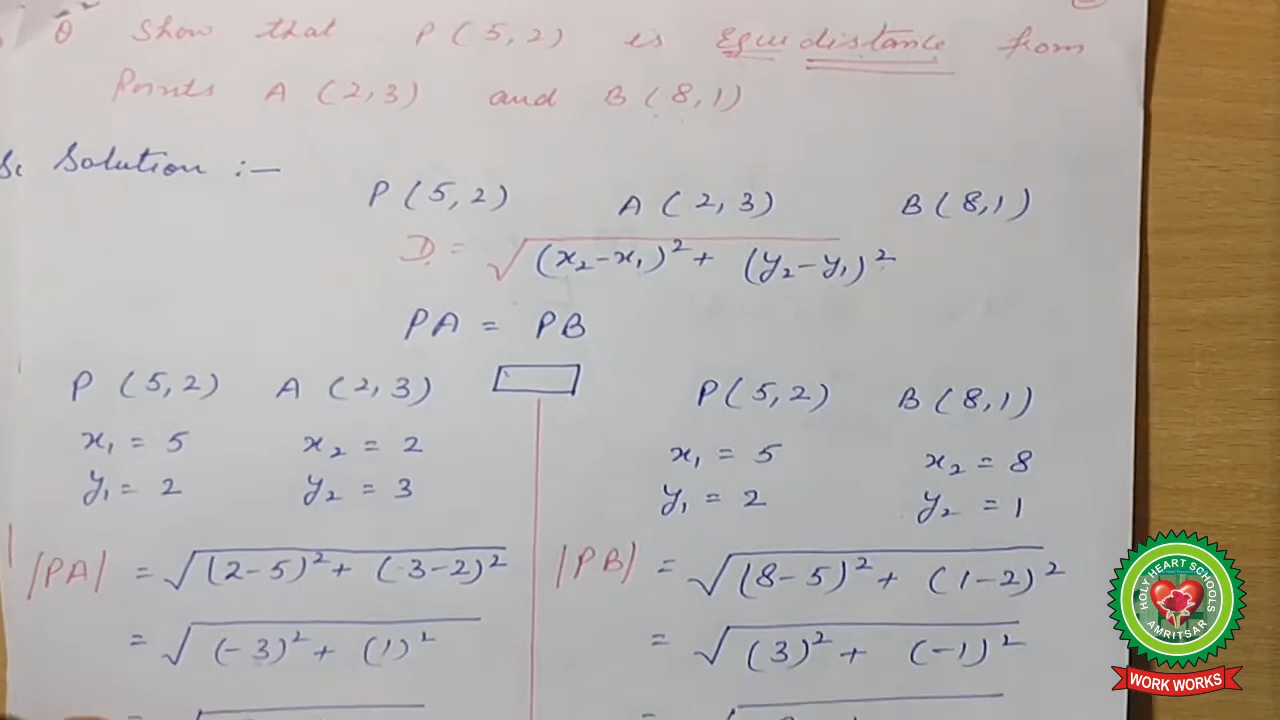 θ Show that P(5,2) is Equidistance from
Points A (2,3) and B(8,1)
Solution :-
P(5,2) A(2,3) B(8,1)
D = √(x₂-x₁)²+ (y₂-y₁)²
PA = PB
P (5,2) A (2,3) P(5,2) B(8,1)
x₁ = 5 x₂ = 2 x₁ = 5 x₂ = 8
y₁ = 2 y₂ = 3 y₁ = 2 y₂ = 1
|PA| = √(2-5)²+ (3-2)² |PB| = √(8-5)²+ (1-2)²
= √(-3)²+ (1)² = √(3)²+ (-1)²
HOLY HEART SCHOOLS
AMRITSAR
WORK WORKS